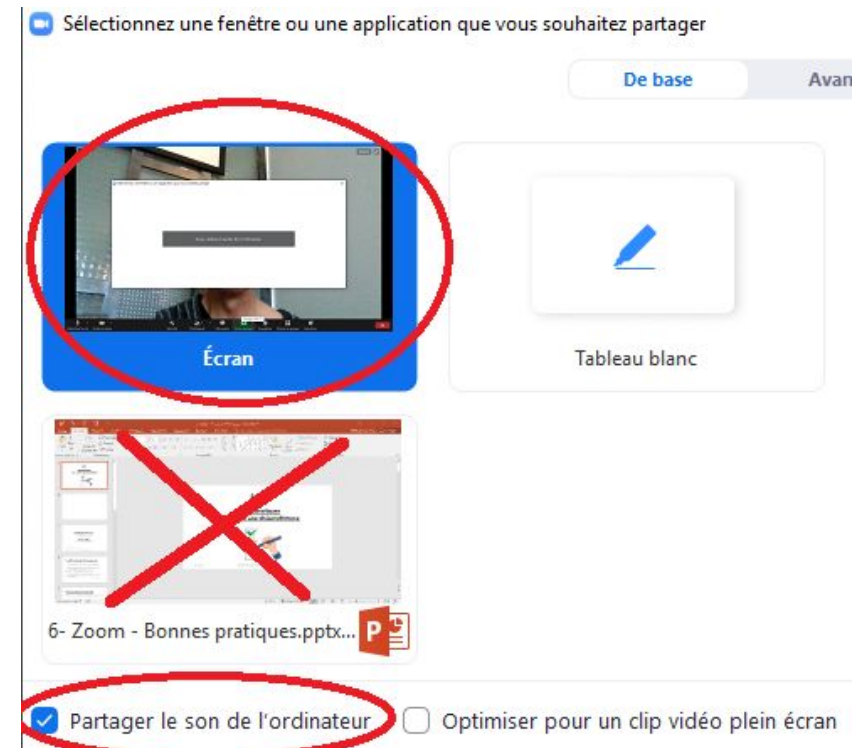 Sélectionnez une fenêtre ou une application que vous souhaitez partager
De base Avan
Écran
Tableau blanc
6- Zoom - Bonnes pratiques.pptx...
P
Partager le son de l'ordinateur Optimiser pour un clip vidéo plein écran